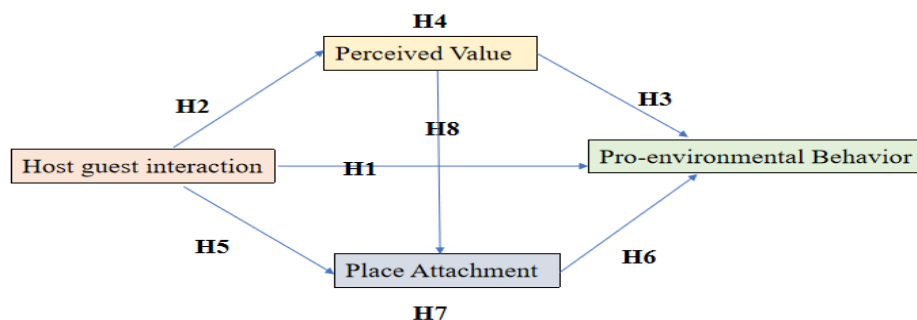 H4
Perceived Value
H2
H3
H8
Host guest interaction
H1
Pro-environmental Behavior
H5
Place Attachment
H6
H7